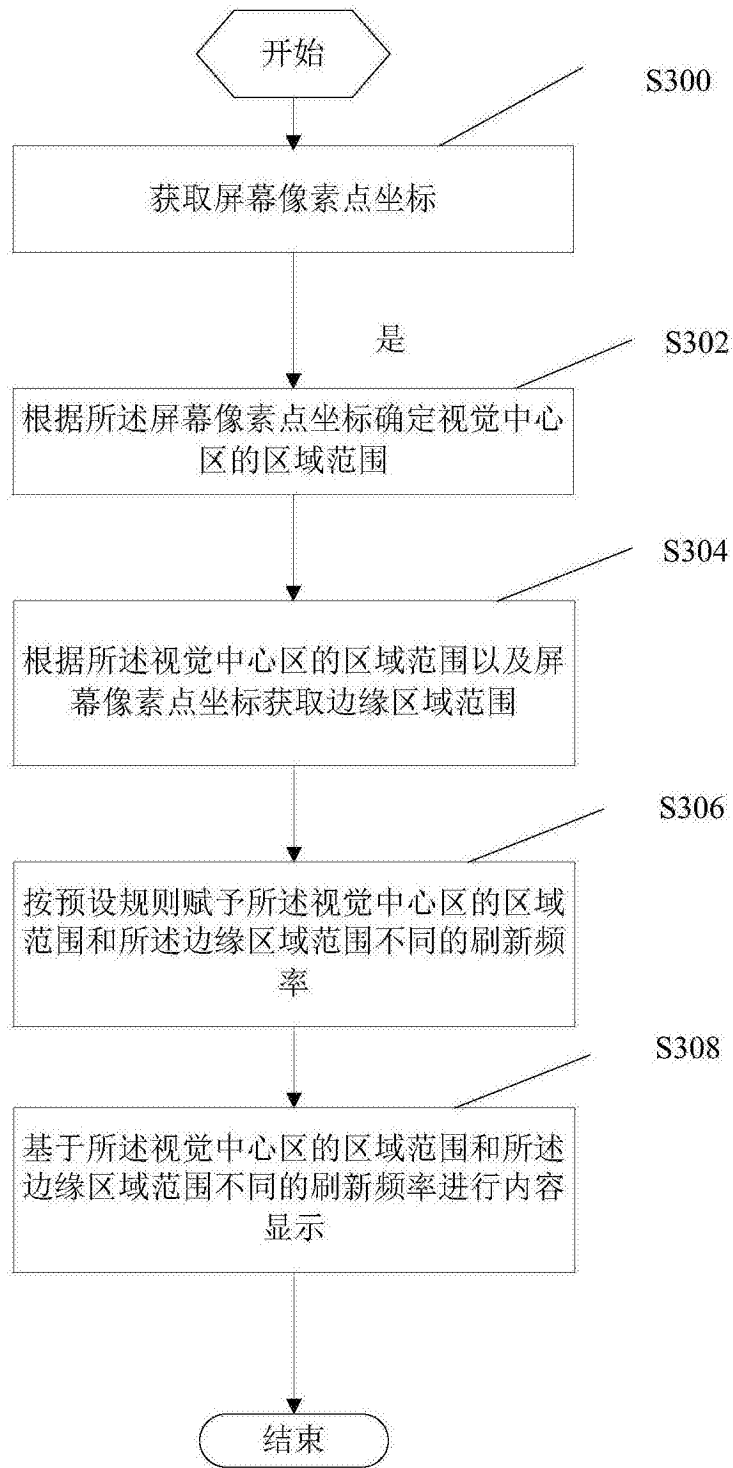 开始
S300
获取屏幕像素点坐标
是
S302
根据所述屏幕像素点坐标确定视觉中心
区的区域范围
S304
根据所述视觉中心区的区域范围以及屏
幕像素点坐标获取边缘区域范围
S306
按预设规则赋予所述视觉中心区的区域
范围和所述边缘区域范围不同的刷新频
率
S308
基于所述视觉中心区的区域范围和所述
边缘区域范围不同的刷新频率进行内容
显示
结束